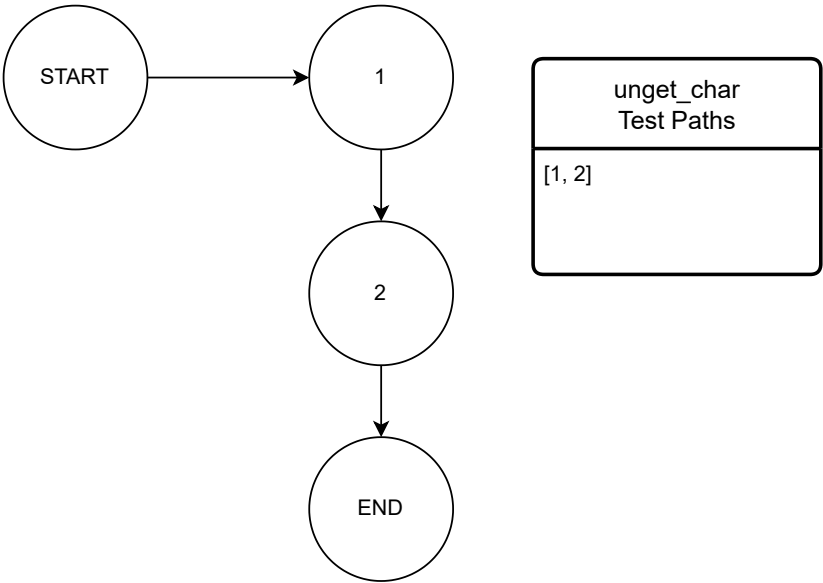 START
1
2
END
unget_char
Test Paths
[1, 2]